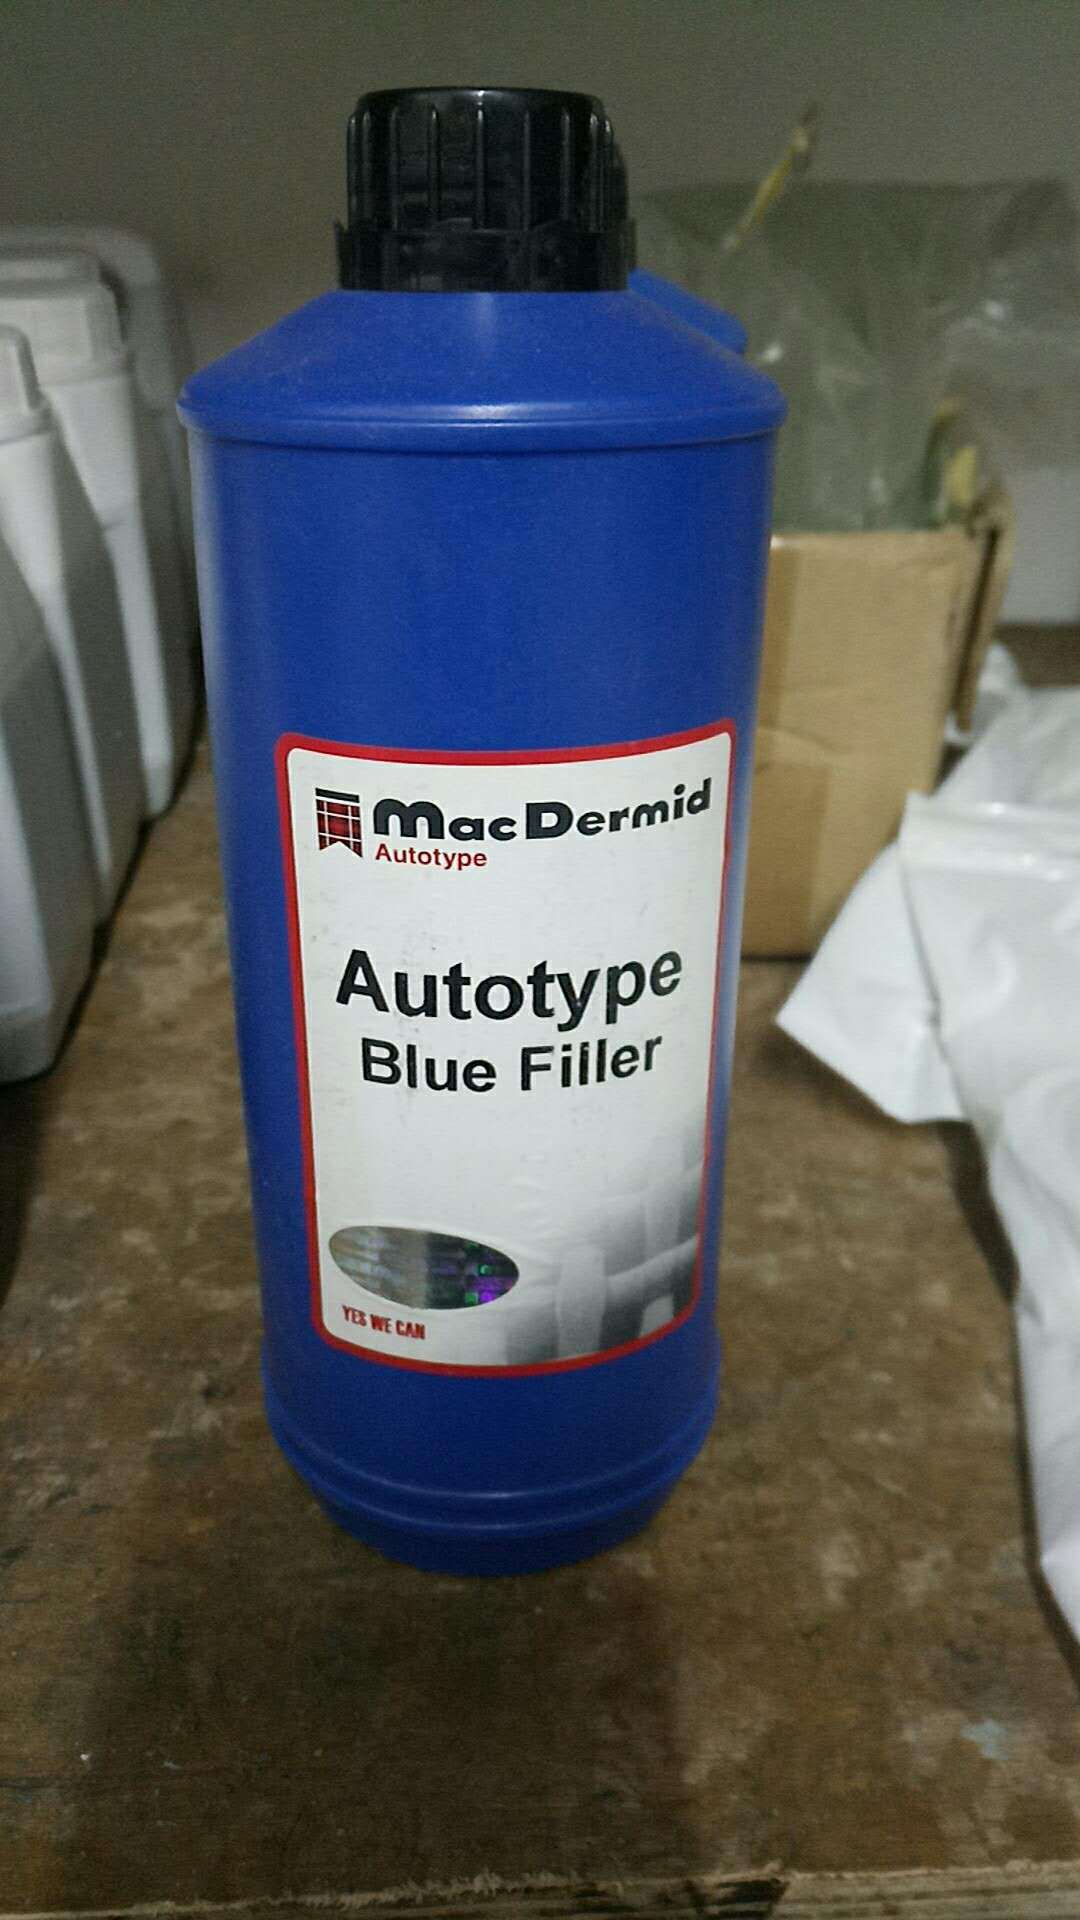 MacDermid
Autotype
Autotype
Blue Filler
YES WE CAN